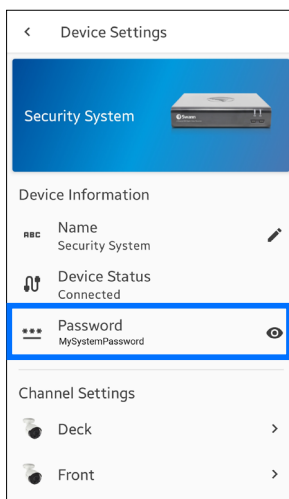 Device Settings
Security System
Swann
Device Information
ABC
Name
Security System
Device Status
Connected
***
Password
MySystemPassword
Channel Settings
Deck
Front